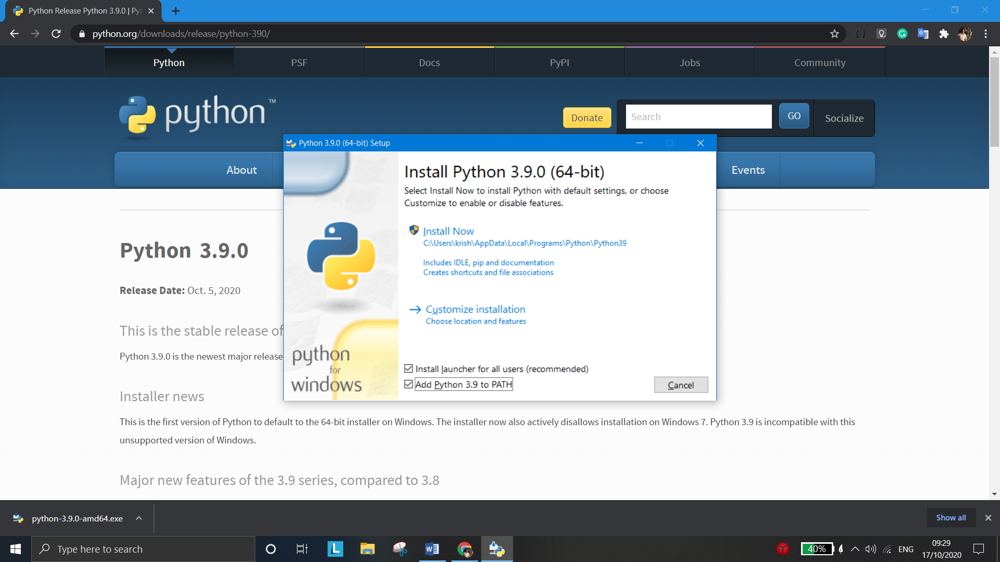 Python Release Python 3.9.0 | Pyt
python.org/downloads/release/python-390/
Python
PSF
Docs
PyPI
Jobs
Community
python™
Donate
Search
GO
Socialize
About
Events
Python 3.9.0 (64-bit) Setup
Install Python 3.9.0 (64-bit)
Select Install Now to install Python with default settings, or choose
Customize to enable or disable features.
Install Now
C:\Users\krish\AppData\Local\Programs\Python\Python39
Includes IDLE, pip and documentation
Creates shortcuts and file associations
Customize installation
Choose location and features
Install launcher for all users (recommended)
Add Python 3.9 to PATH
Cancel
python
for
windows
Python 3.9.0
Release Date: Oct. 5, 2020
This is the stable release of
Python 3.9.0 is the newest major release
Installer news
This is the first version of Python to default to the 64-bit installer on Windows. The installer now also actively disallows installation on Windows 7. Python 3.9 is incompatible with this
unsupported version of Windows.
Major new features of the 3.9 series, compared to 3.8
python-3.9.0-amd64.exe
Show all
Type here to search
L
40%
ENG
09:29
17/10/2020